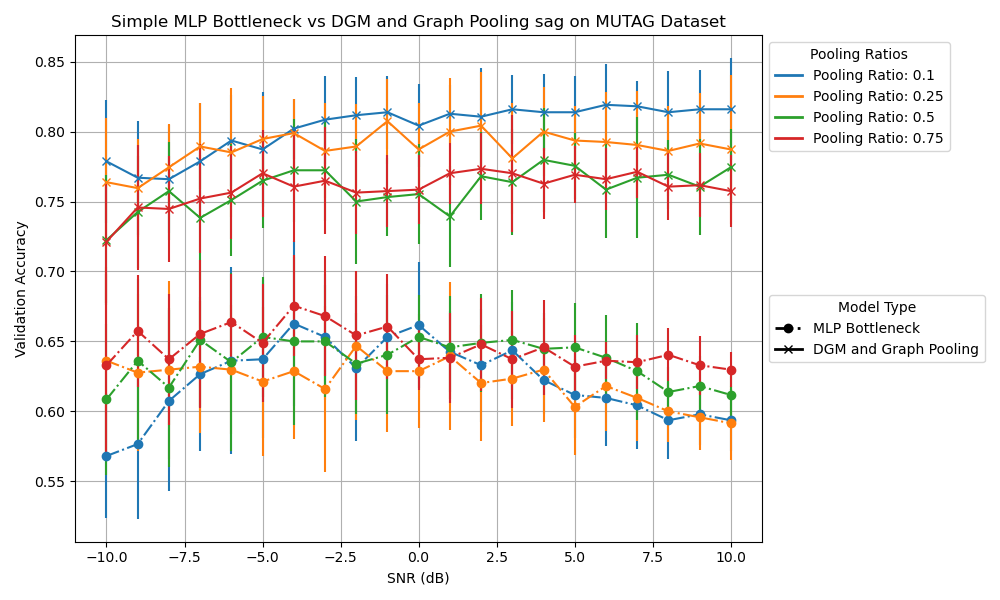 Simple MLP Bottleneck vs DGM and Graph Pooling sag on MUTAG Dataset
Validation Accuracy
0.85
0.80
0.75
0.70
0.65
0.60
0.55
−10.0 −7.5 −5.0 −2.5 0.0 2.5 5.0 7.5 10.0
SNR (dB)
Pooling Ratios
Pooling Ratio: 0.1
Pooling Ratio: 0.25
Pooling Ratio: 0.5
Pooling Ratio: 0.75
Model Type
MLP Bottleneck
DGM and Graph Pooling